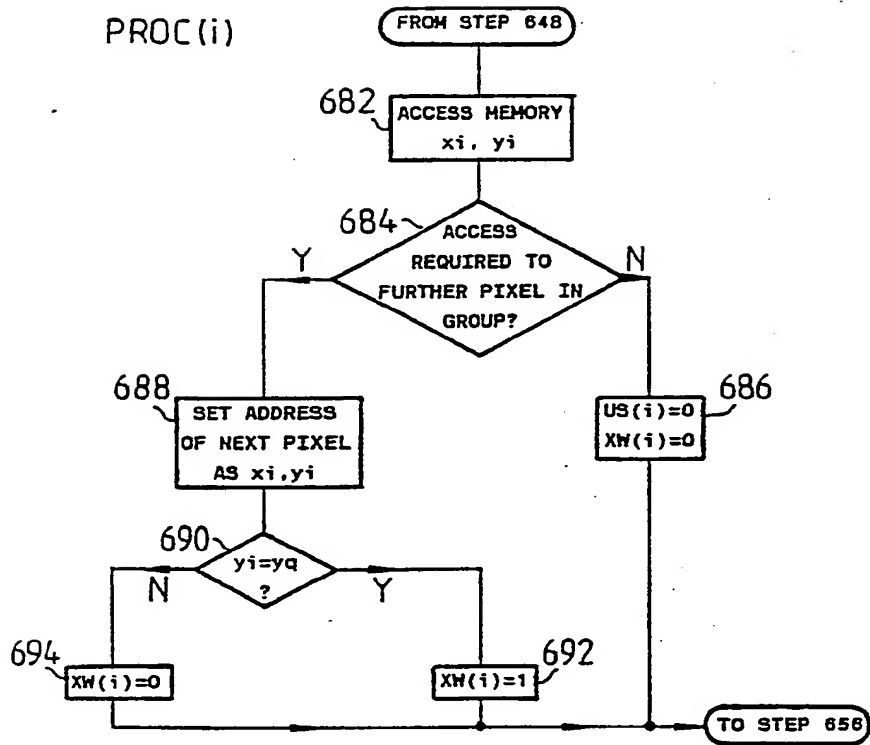 PROC(i)
FROM STEP 648
682
ACCESS MEMORY
xi, yi
684
ACCESS
REQUIRED TO
FURTHER PIXEL IN
GROUP?
Y
N
688
SET ADDRESS
OF NEXT PIXEL
AS xi,yi
686
US(i)=0
XW(i)=0
690
yi=yq
?
N
Y
694
XW(i)=0
692
XW(i)=1
TO STEP 656